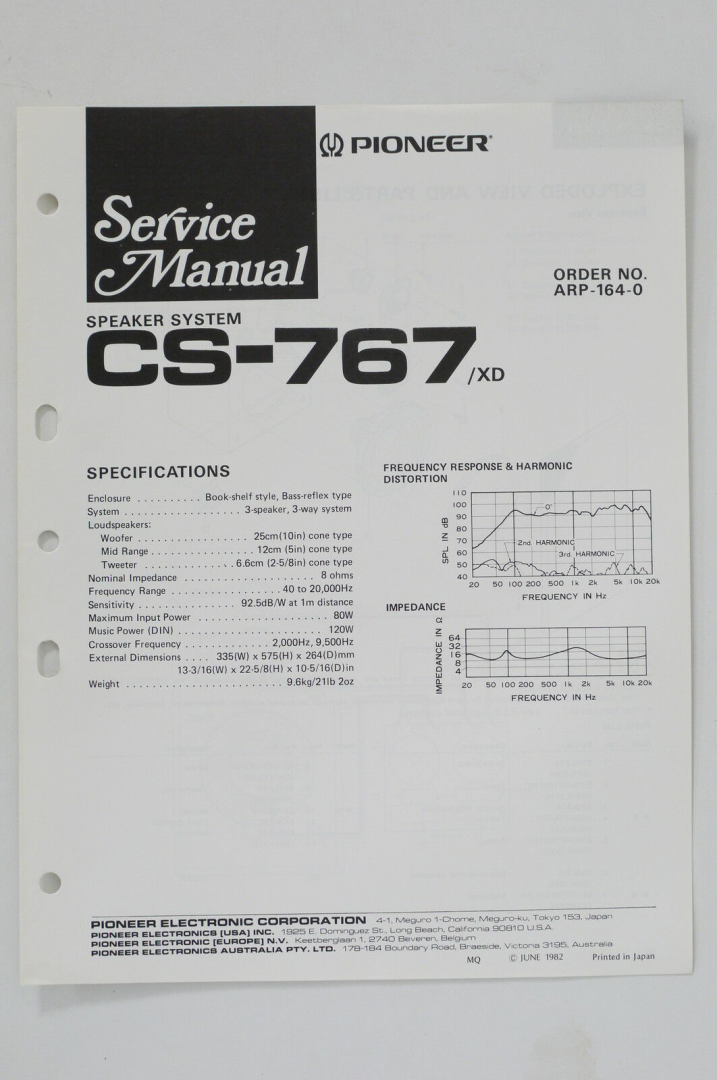 PIONEER®
Service
Manual
ORDER NO.
ARP-164-0
SPEAKER SYSTEM
CS-767/XD
SPECIFICATIONS
Enclosure . . . . . . . . . . Book-shelf style, Bass-reflex type
System . . . . . . . . . . . . . . . . . . 3-speaker, 3-way system
Loudspeakers:
Woofer . . . . . . . . . . . . . . . . . 25cm(10in) cone type
Mid Range . . . . . . . . . . . . . . . . 12cm (5in) cone type
Tweeter . . . . . . . . . . . . . . 6.6cm (2-5/8in) cone type
Nominal Impedance . . . . . . . . . . . . . . . . . . . . 8 ohms
Frequency Range . . . . . . . . . . . . . . . . . 40 to 20,000Hz
Sensitivity . . . . . . . . . . . . . . . 92.5dB/W at 1m distance
Maximum Input Power . . . . . . . . . . . . . . . . . . . . 80W
Music Power (DIN) . . . . . . . . . . . . . . . . . . . . . . 120W
Crossover Frequency . . . . . . . . . . . . . 2,000Hz, 9,500Hz
External Dimensions . . . . 335(W) x 575(H) x 264(D)mm
13-3/16(W) x 22-5/8(H) x 10-5/16(D)in
Weight . . . . . . . . . . . . . . . . . . . . . . . . 9.6kg/21lb 2oz
FREQUENCY RESPONSE & HARMONIC
DISTORTION
SPL IN dB
110
100
90
80
70
60
50
40
0°
2nd. HARMONIC
3rd. HARMONIC
20 50 100 200 500 1k 2k 5k 10k 20k
FREQUENCY IN Hz
IMPEDANCE
IMPEDANCE IN Ω
64
32
16
8
4
20 50 100 200 500 1k 2k 5k 10k 20k
FREQUENCY IN Hz
PIONEER ELECTRONIC CORPORATION 4-1, Meguro 1-Chome, Meguro-ku, Tokyo 153, Japan
PIONEER ELECTRONICS [USA] INC. 1925 E. Dominguez St., Long Beach, California 90810 U.S.A.
PIONEER ELECTRONIC [EUROPE] N.V. Keetberglaan 1, 2740 Beveren, Belgium
PIONEER ELECTRONICS AUSTRALIA PTY. LTD. 178-184 Boundary Road, Braeside, Victoria 3195, Australia
MQ © JUNE 1982 Printed in Japan